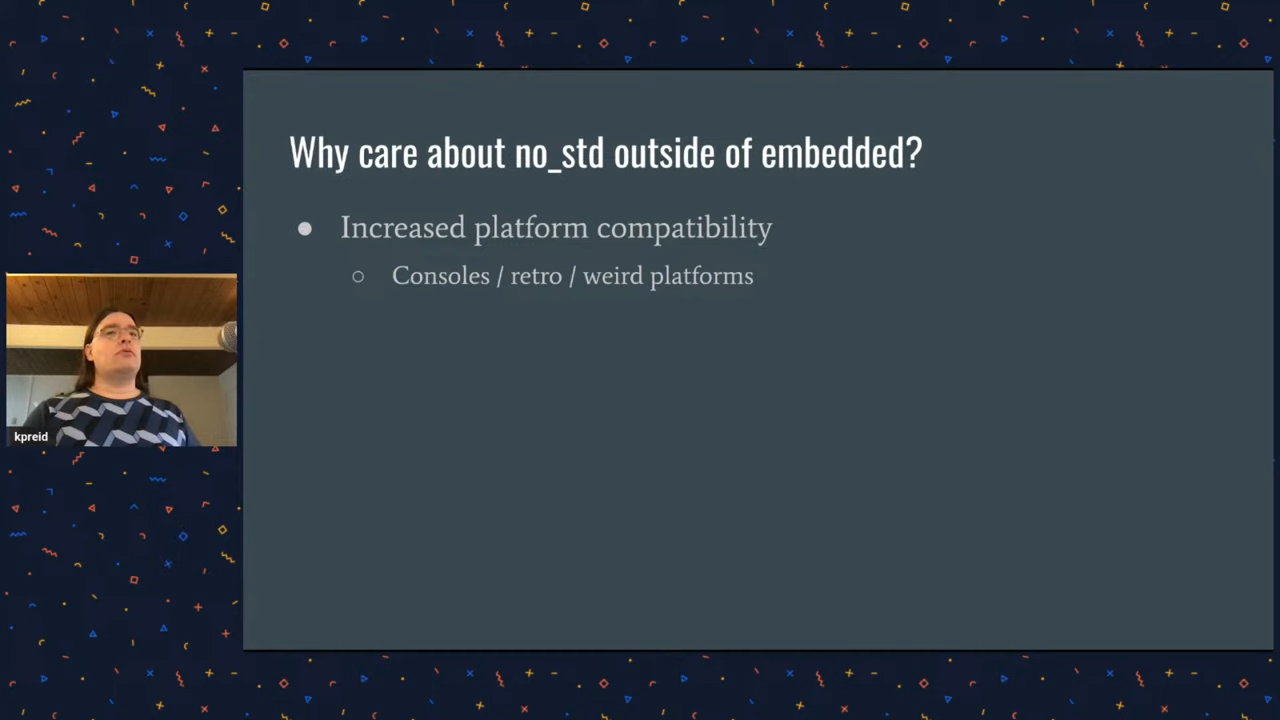 Why care about no_std outside of embedded?
● Increased platform compatibility
○ Consoles / retro / weird platforms
kpreid